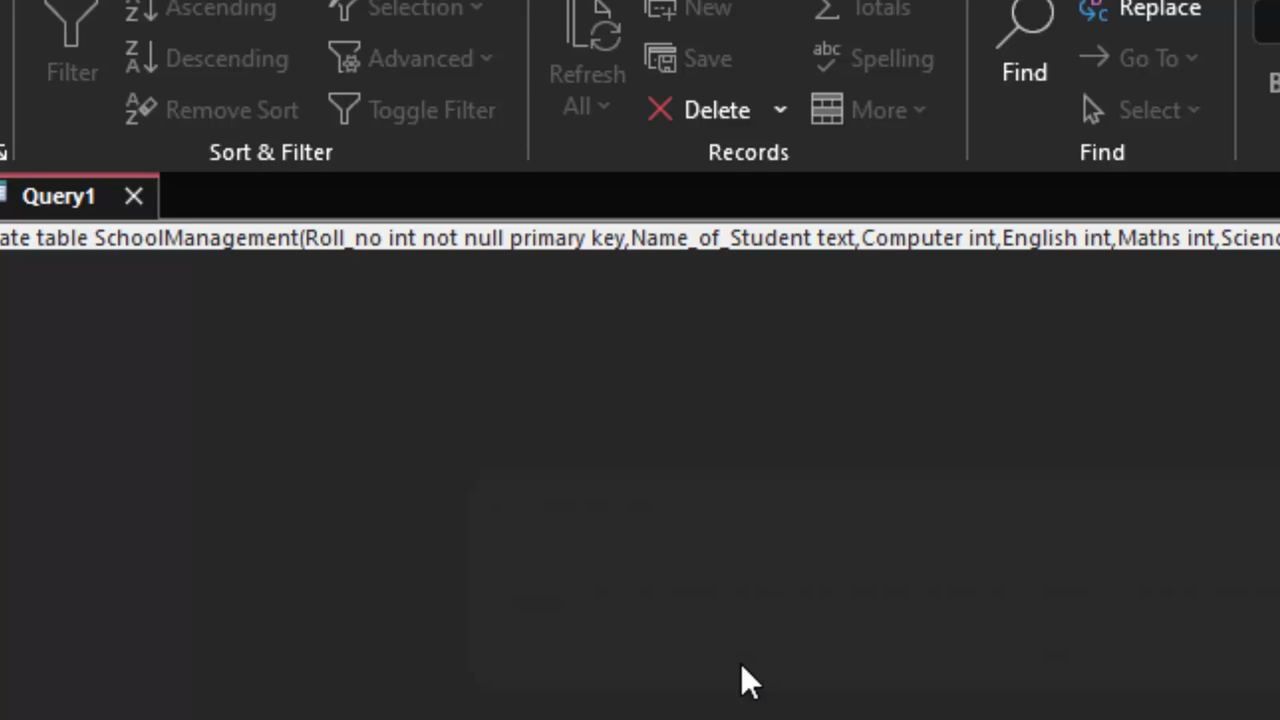 Ascending
Selection
New
Totals
Replace
Filter
Descending
Advanced
Refresh
All
Save
abc
Spelling
Find
Go To
Remove Sort
Toggle Filter
Delete
More
Select
Sort & Filter
Records
Find
Query1
ate table SchoolManagement(Roll_no int not null primary key,Name_of_Student text,Computer int,English int,Maths int,Scienc